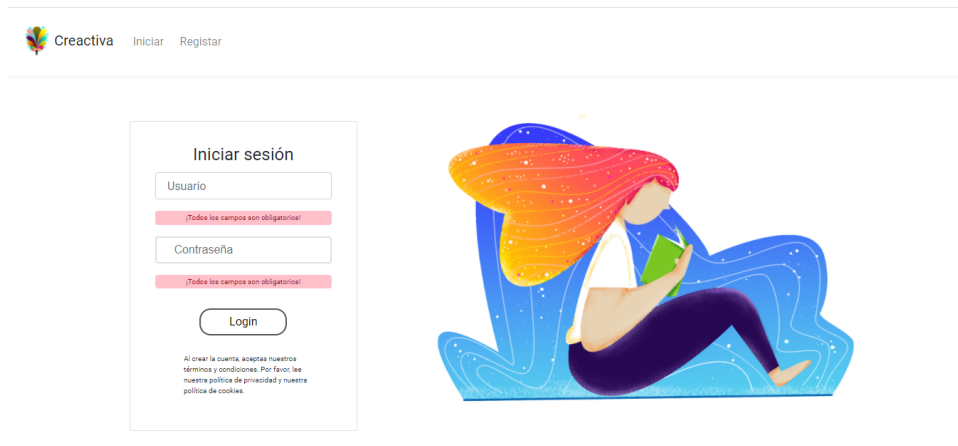 Creactiva Iniciar Registar
Iniciar sesión
Usuario
¡Todos los campos son obligatorios!
Contraseña
¡Todos los campos son obligatorios!
Login
Al crear la cuenta, aceptas nuestros
términos y condiciones. Por favor, lee
nuestra política de privacidad y nuestra
política de cookies.